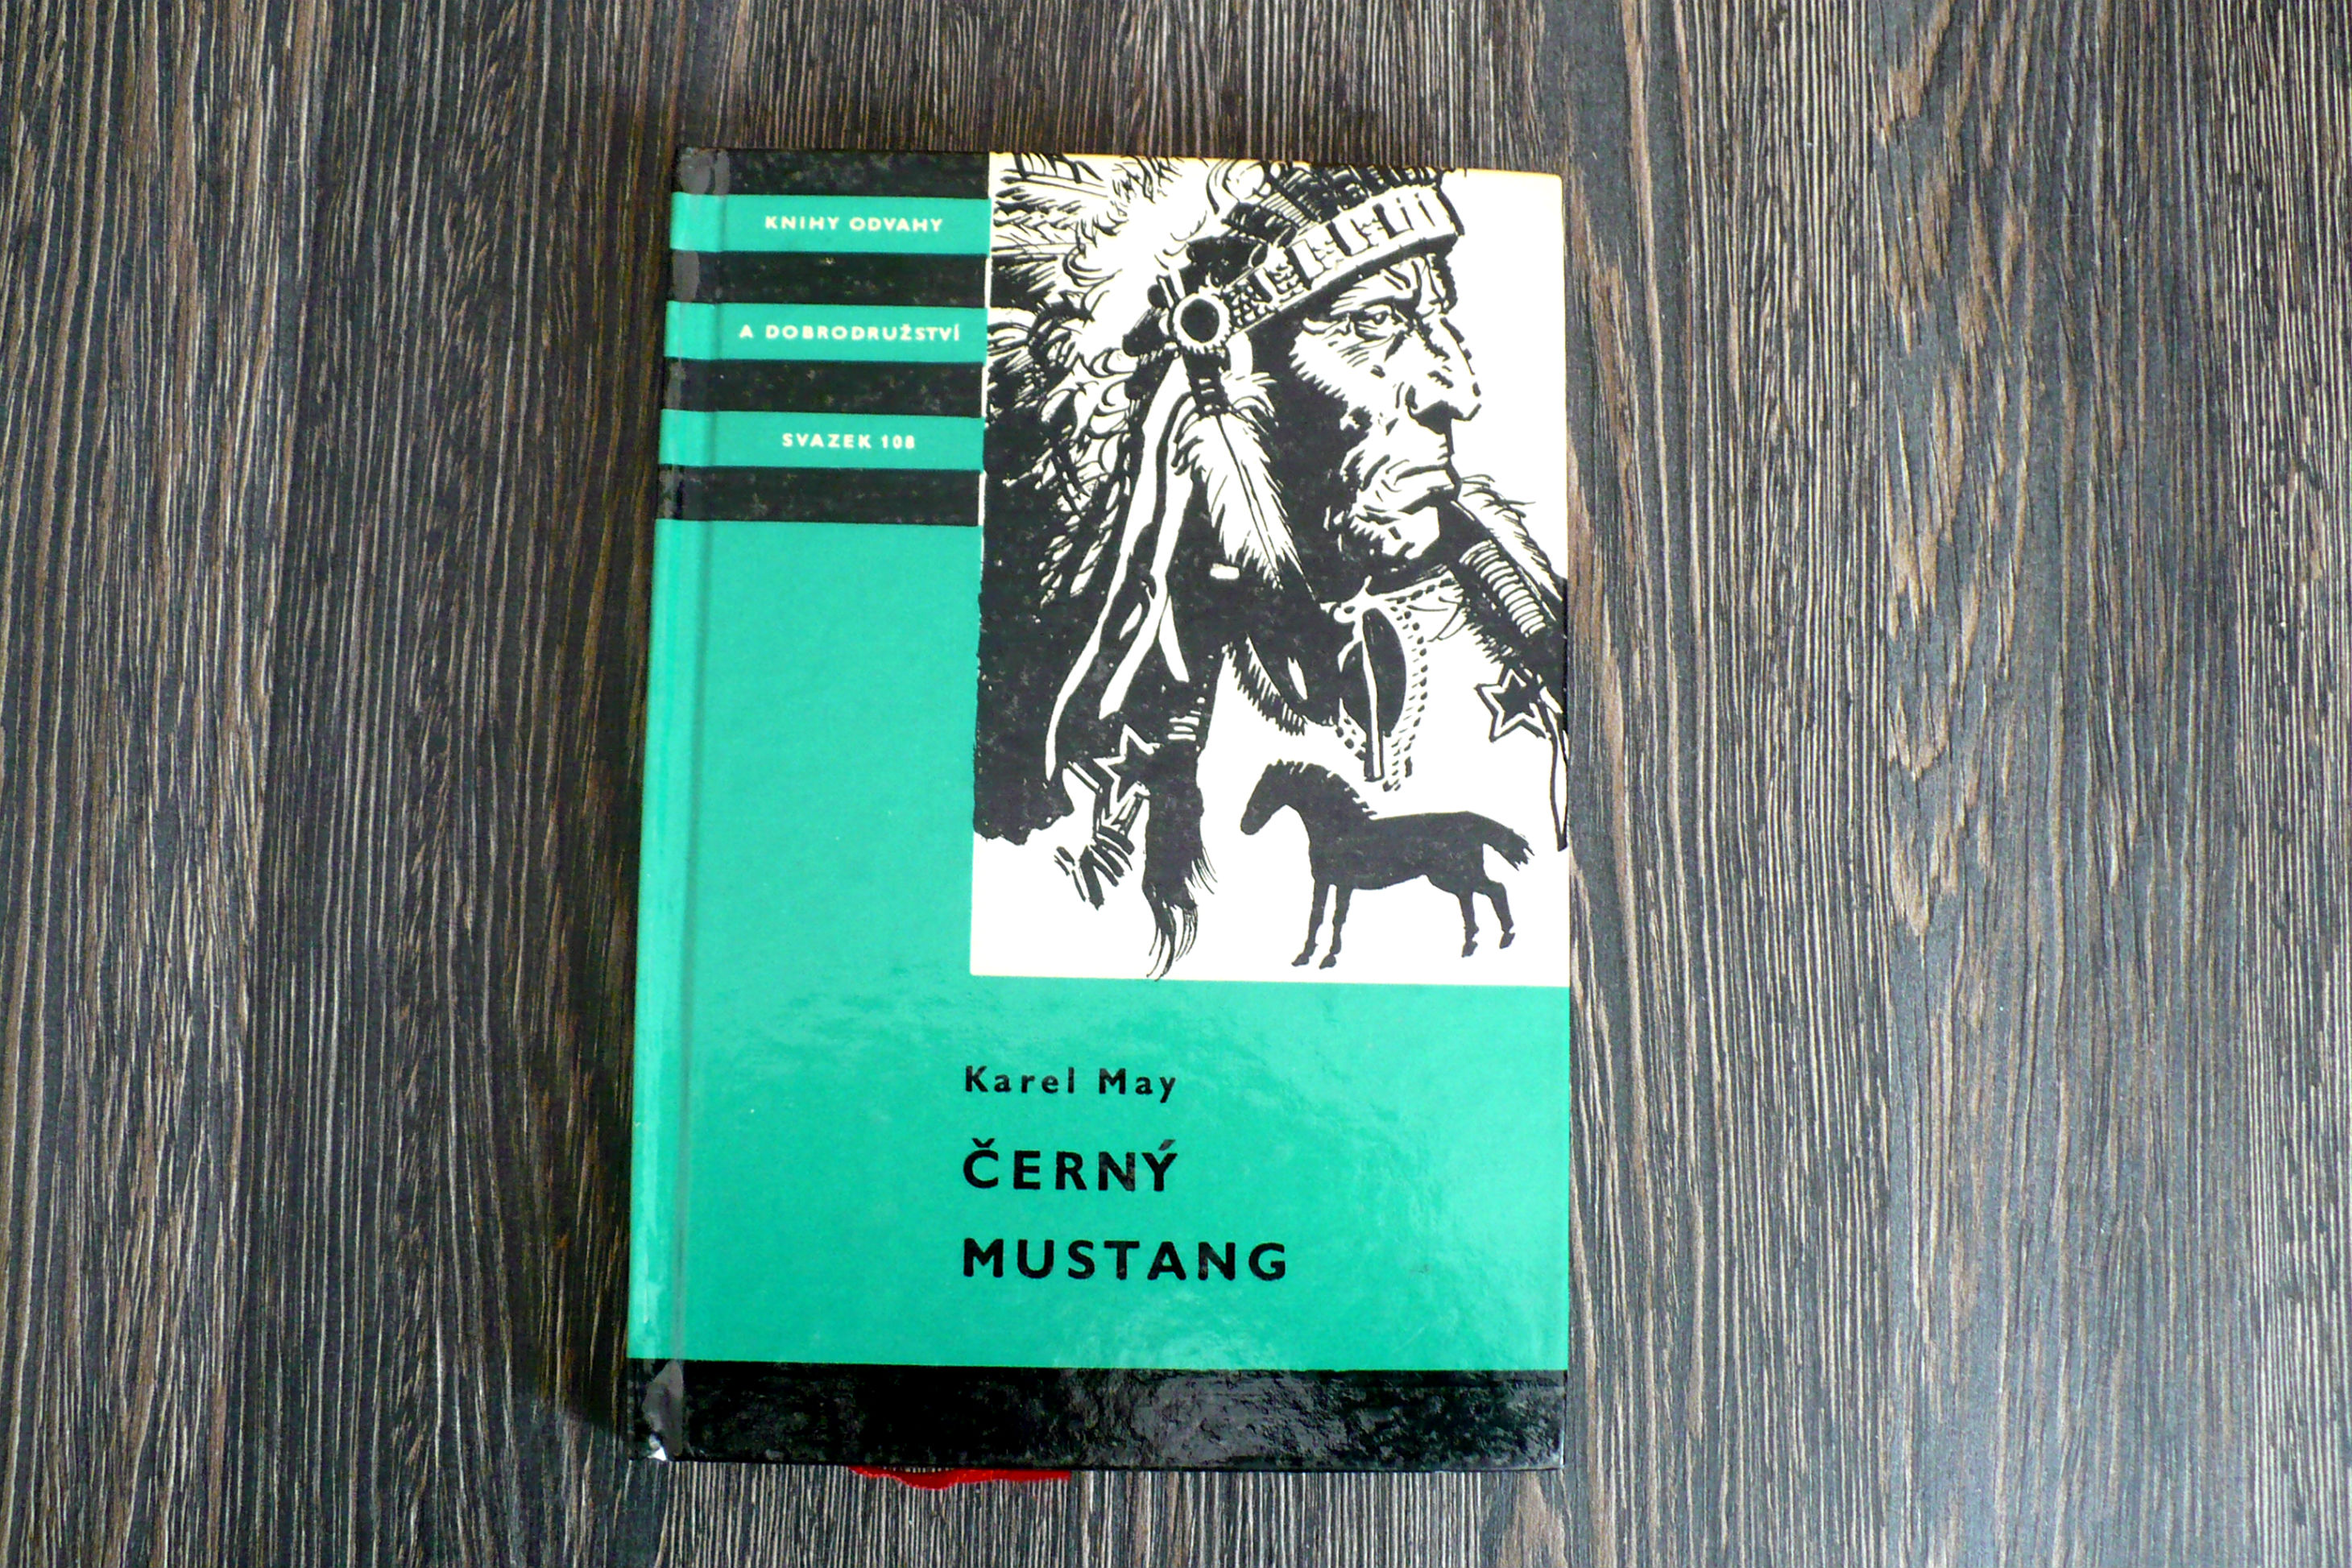 KNIHY ODVAHY
A DOBRODRUŽSTVÍ
SVAZEK 108
Karel May
ČERNÝ
MUSTANG